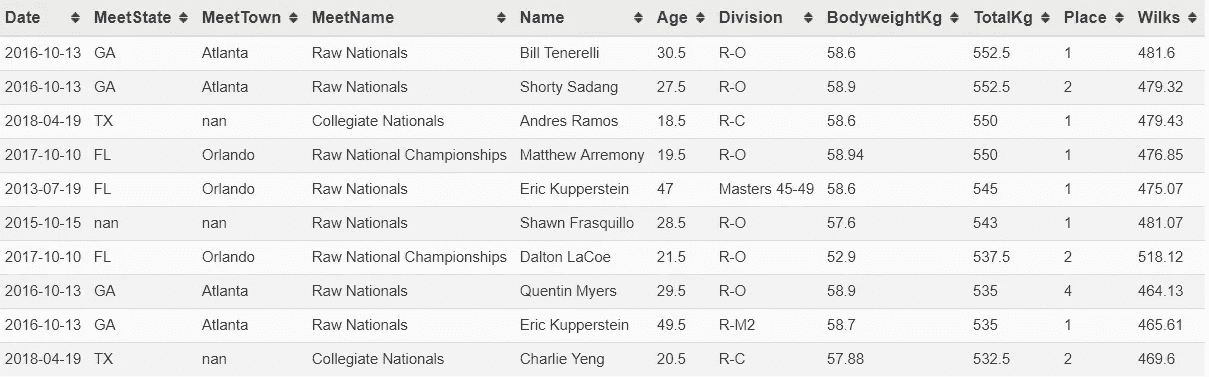 Date MeetState MeetTown MeetName Name Age Division BodyweightKg TotalKg Place Wilks
2016-10-13 GA Atlanta Raw Nationals Bill Tenerelli 30.5 R-O 58.6 552.5 1 481.6
2016-10-13 GA Atlanta Raw Nationals Shorty Sadang 27.5 R-O 58.9 552.5 2 479.32
2018-04-19 TX nan Collegiate Nationals Andres Ramos 18.5 R-C 58.6 550 1 479.43
2017-10-10 FL Orlando Raw National Championships Matthew Arremony 19.5 R-O 58.94 550 1 476.85
2013-07-19 FL Orlando Raw Nationals Eric Kupperstein 47 Masters 45-49 58.6 545 1 475.07
2015-10-15 nan nan Raw Nationals Shawn Frasquillo 28.5 R-O 57.6 543 1 481.07
2017-10-10 FL Orlando Raw National Championships Dalton LaCoe 21.5 R-O 52.9 537.5 2 518.12
2016-10-13 GA Atlanta Raw Nationals Quentin Myers 29.5 R-O 58.9 535 4 464.13
2016-10-13 GA Atlanta Raw Nationals Eric Kupperstein 49.5 R-M2 58.7 535 1 465.61
2018-04-19 TX nan Collegiate Nationals Charlie Yeng 20.5 R-C 57.88 532.5 2 469.6